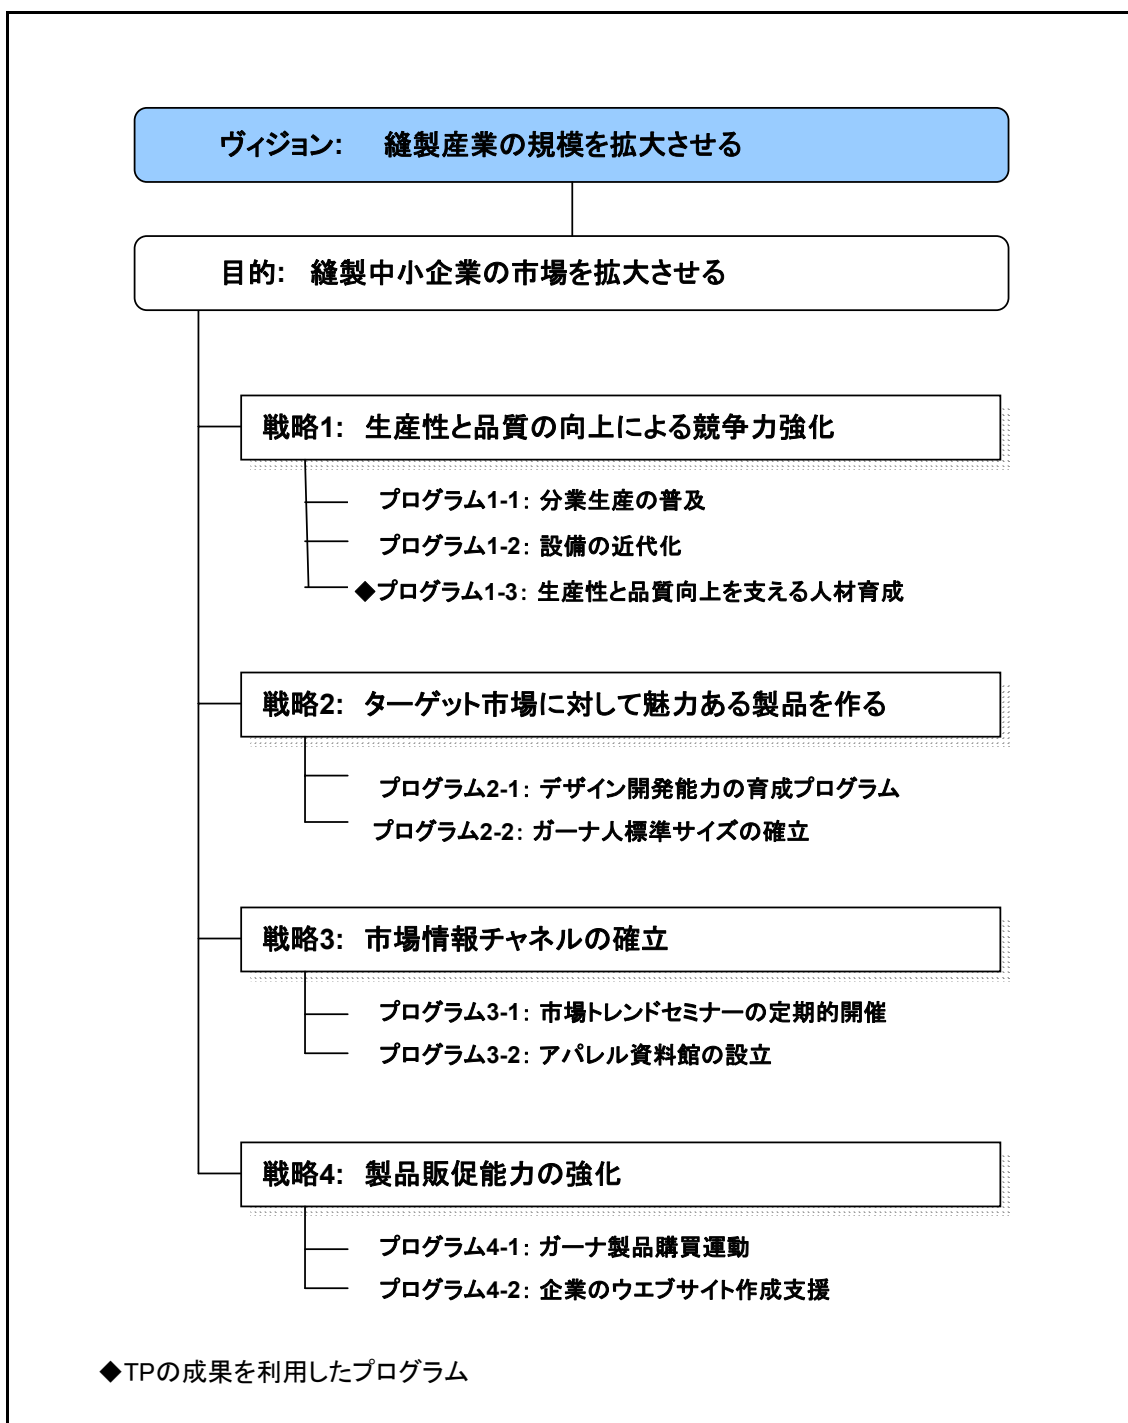 ヴィジョン: 縫製産業の規模を拡大させる
目的: 縫製中小企業の市場を拡大させる
戦略1: 生産性と品質の向上による競争力強化
プログラム1-1: 分業生産の普及
プログラム1-2: 設備の近代化
◆プログラム1-3: 生産性と品質向上を支える人材育成
戦略2: ターゲット市場に対して魅力ある製品を作る
プログラム2-1: デザイン開発能力の育成プログラム
プログラム2-2: ガーナ人標準サイズの確立
戦略3: 市場情報チャネルの確立
プログラム3-1: 市場トレンドセミナーの定期的開催
プログラム3-2: アパレル資料館の設立
戦略4: 製品販促能力の強化
プログラム4-1: ガーナ製品購買運動
プログラム4-2: 企業のウエブサイト作成支援
◆TPの成果を利用したプログラム